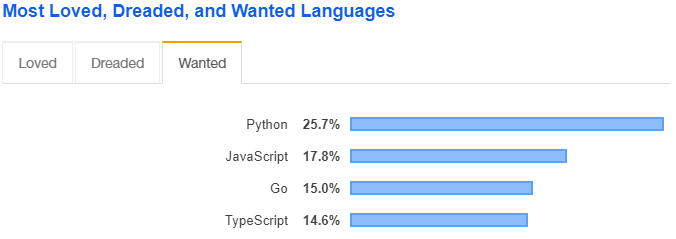 Most Loved, Dreaded, and Wanted Languages
Loved Dreaded Wanted
Python 25.7%
JavaScript 17.8%
Go 15.0%
TypeScript 14.6%